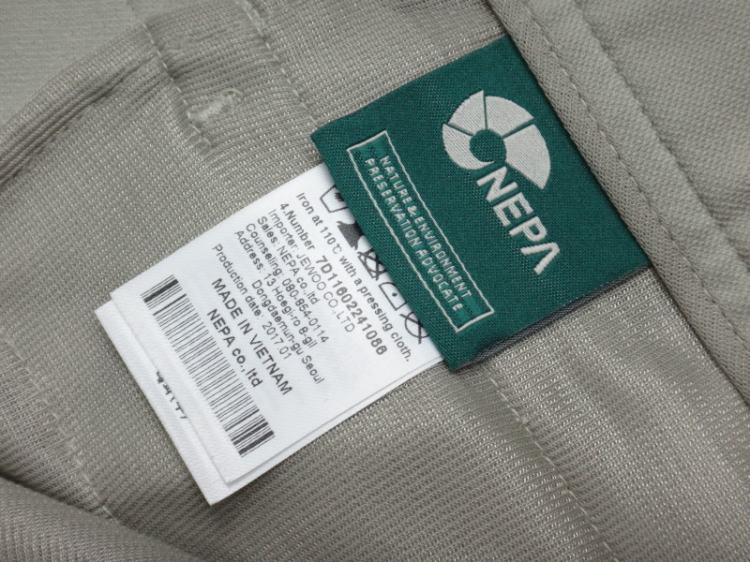 NEPA
NATURE & ENVIRONMENT
PRESERVATION ADVOCATE
iron at 110℃ with a pressing cloth.
4.Number 7D11602241086
Importer: JEWOO CO.,LTD
Sales: NEPA co.,ltd
Counseling: 080-854-0114
Address: 13 Hoegi-ro 8-gil
Dongdaemun-gu Seoul
Production date : 2017.01
MADE IN VIETNAM
NEPA co.,ltd